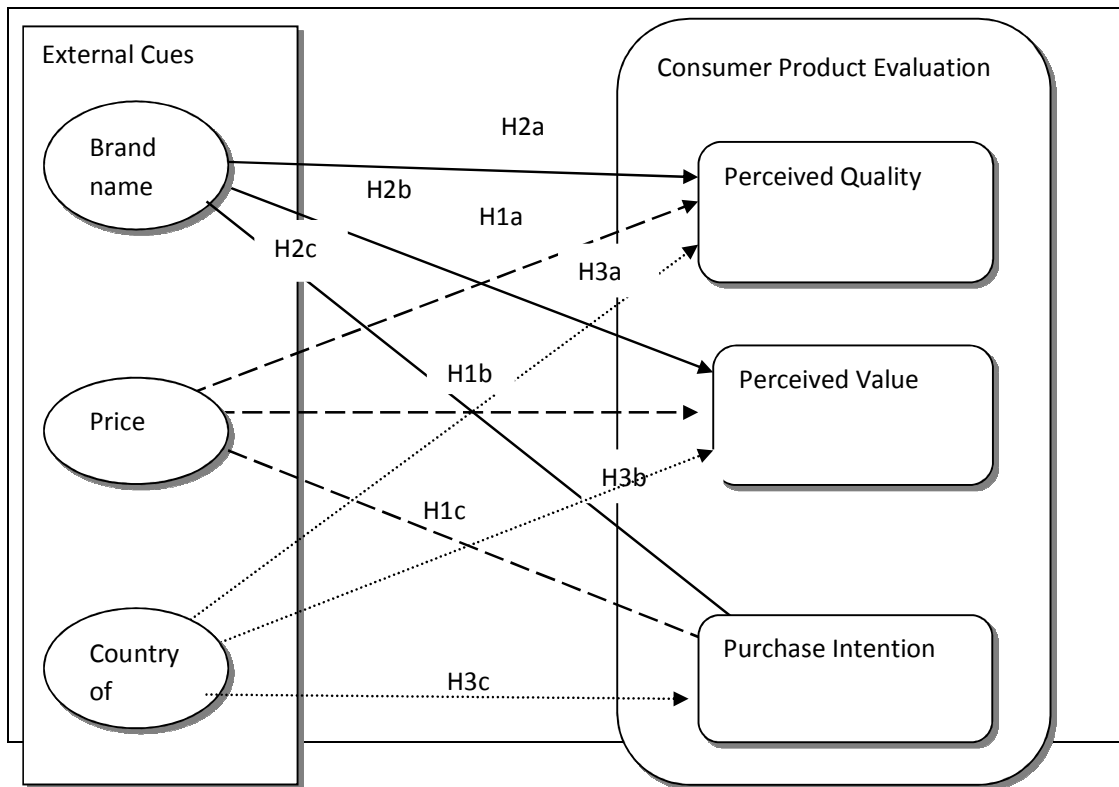 External Cues
Consumer Product Evaluation
H2a
Brand
name
Perceived Quality
H2b
H1a
H2c
H3a
H1b
Perceived Value
Price
H3b
H1c
Country
of
Purchase Intention
H3c